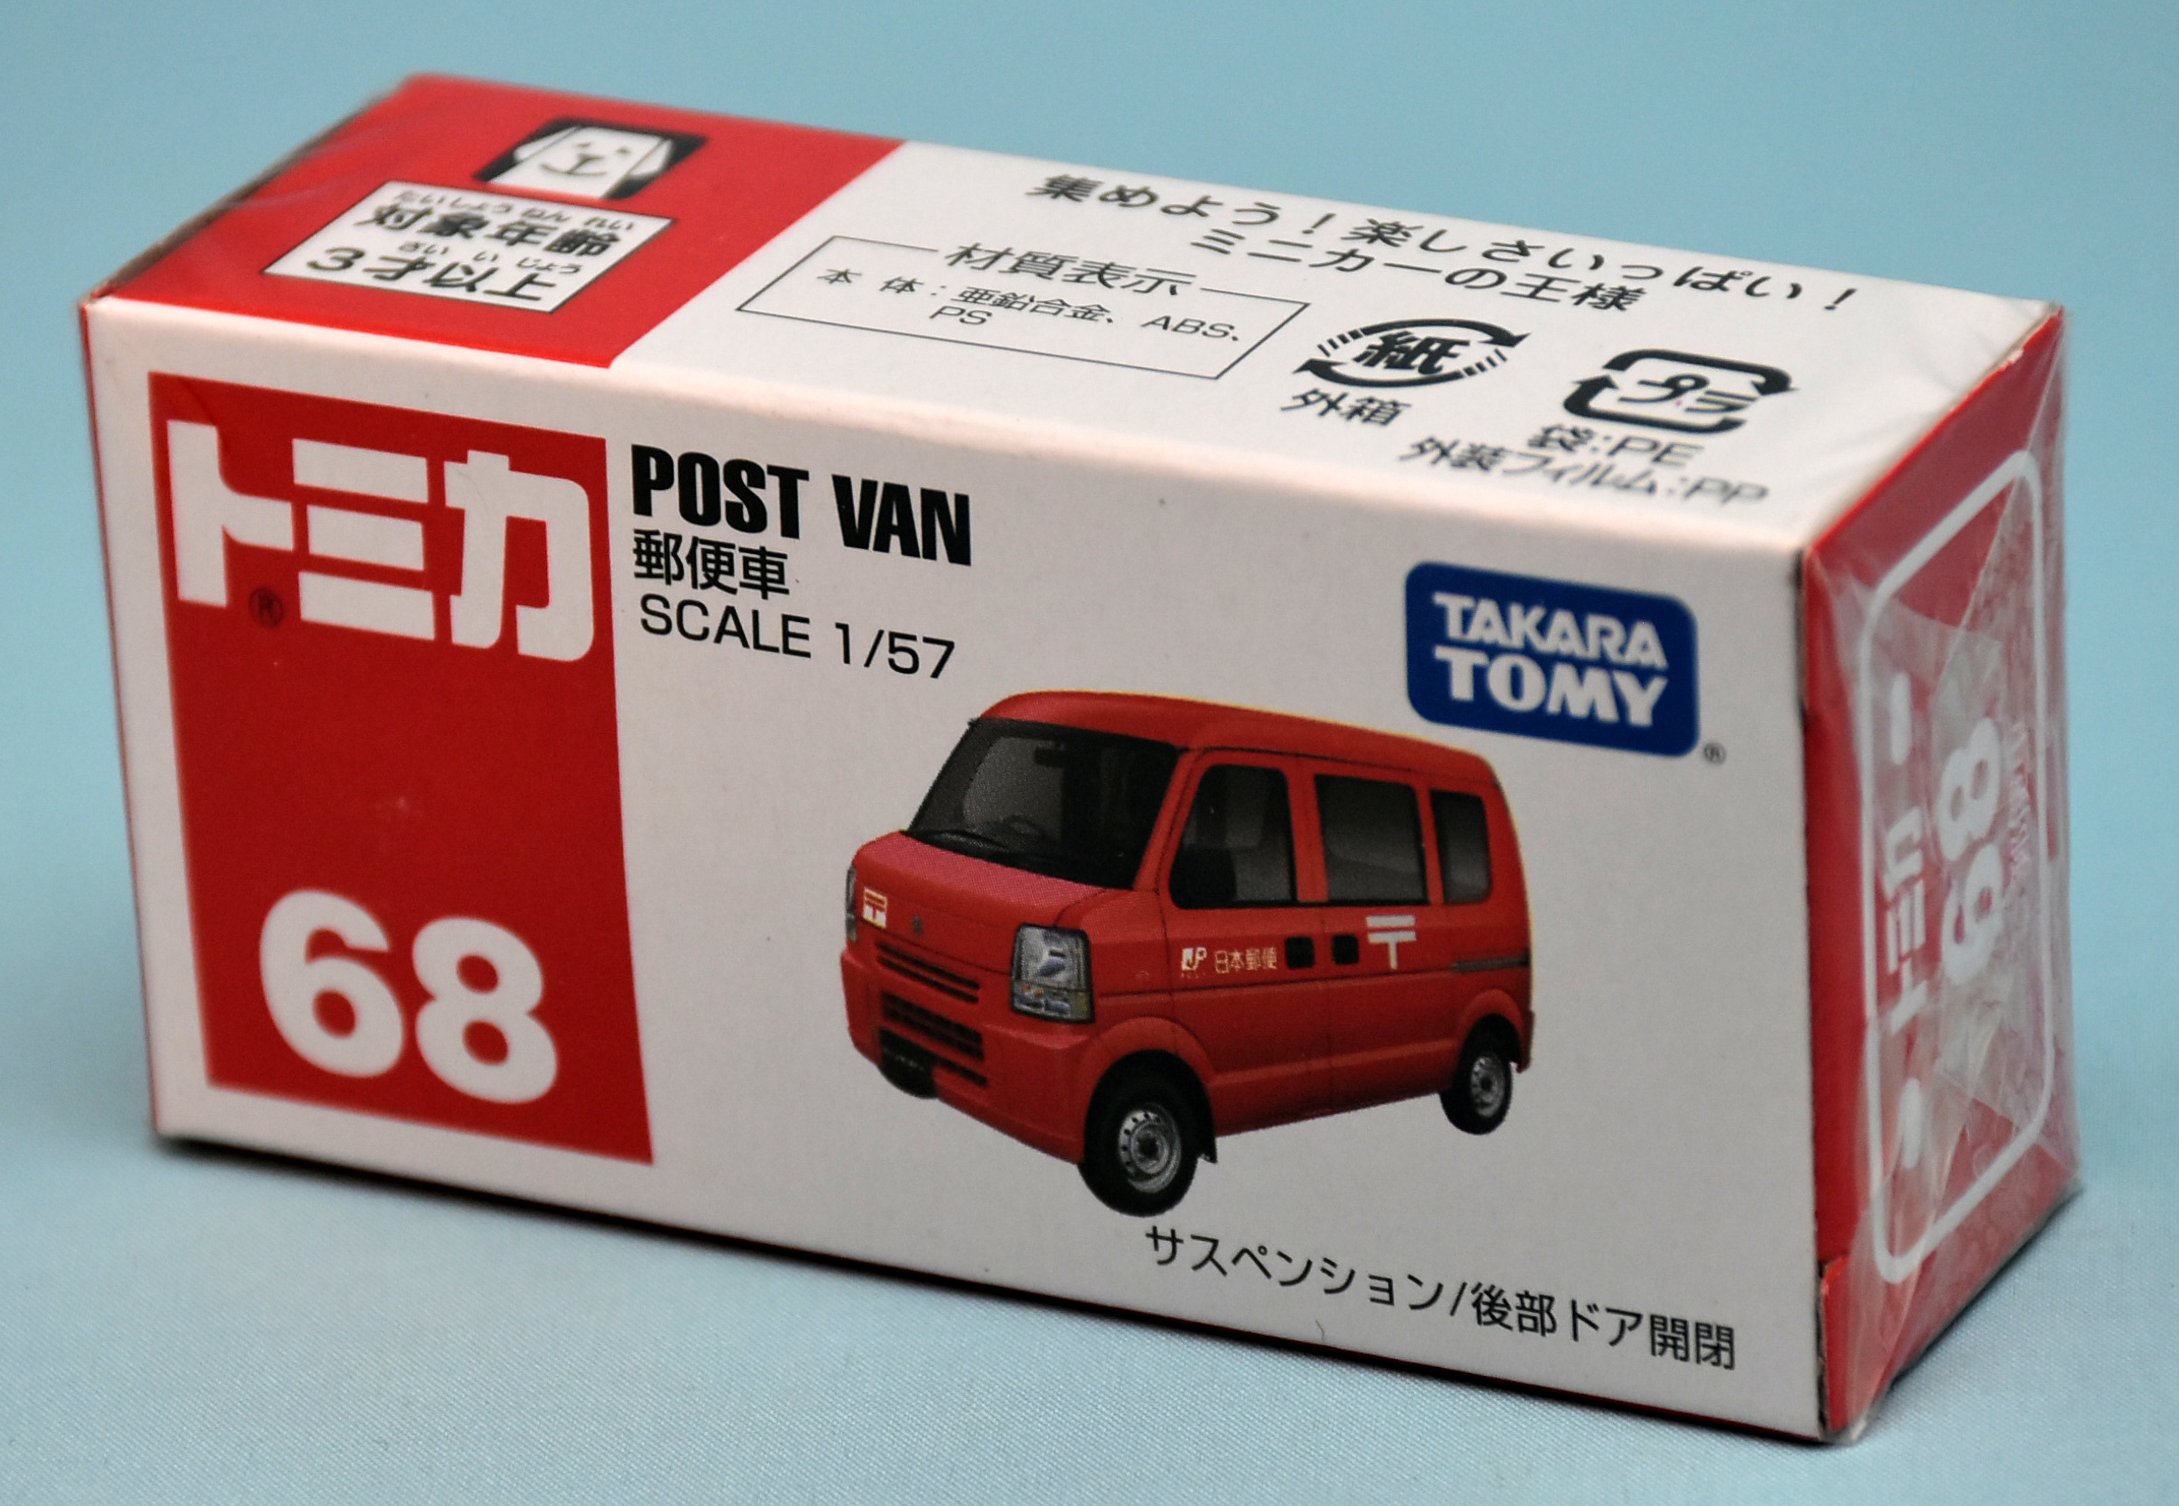 たいしょうねんれい
対象年齢
さい いじょう
3才以上
集めよう！楽しさいっぱい！
ミニカーの王様
材質表示
本 体：亜鉛合金、ABS、
PS
紙
外箱
プラ
袋：PE
外装フィルム：PP
トミカ
®
68
POST VAN
郵便車
SCALE 1/57
TAKARA
TOMY
®
〒
JP 日本郵便
〒
サスペンション/後部ドア開閉
トミカ
68